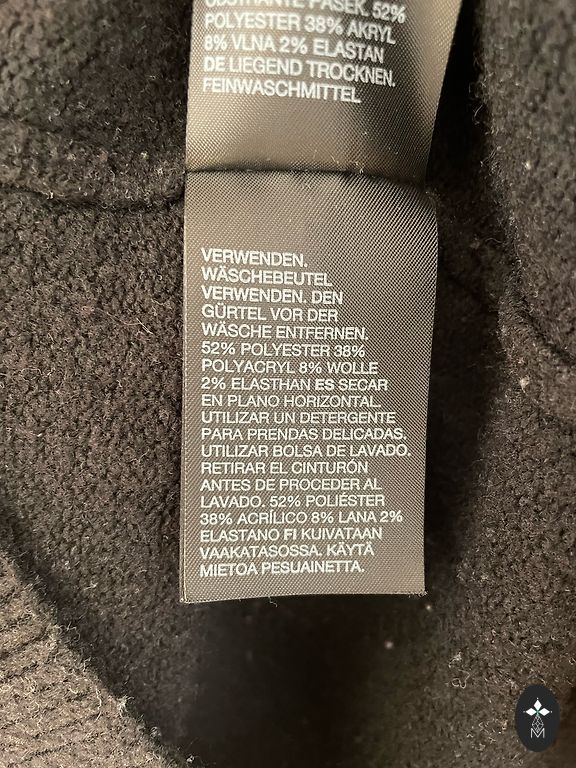 ODSTRAŇTE PÁSEK. 52%
POLYESTER 38% AKRYL
8% VLNA 2% ELASTAN
DE LIEGEND TROCKNEN.
FEINWASCHMITTEL
VERWENDEN.
WÄSCHEBEUTEL
VERWENDEN. DEN
GÜRTEL VOR DER
WÄSCHE ENTFERNEN.
52% POLYESTER 38%
POLYACRYL 8% WOLLE
2% ELASTHAN ES SECAR
EN PLANO HORIZONTAL.
UTILIZAR UN DETERGENTE
PARA PRENDAS DELICADAS.
UTILIZAR BOLSA DE LAVADO.
RETIRAR EL CINTURÓN
ANTES DE PROCEDER AL
LAVADO. 52% POLIÉSTER
38% ACRÍLICO 8% LANA 2%
ELASTANO FI KUIVATAAN
VAAKATASOSSA. KÄYTÄ
MIETOA PESUAINETTA.